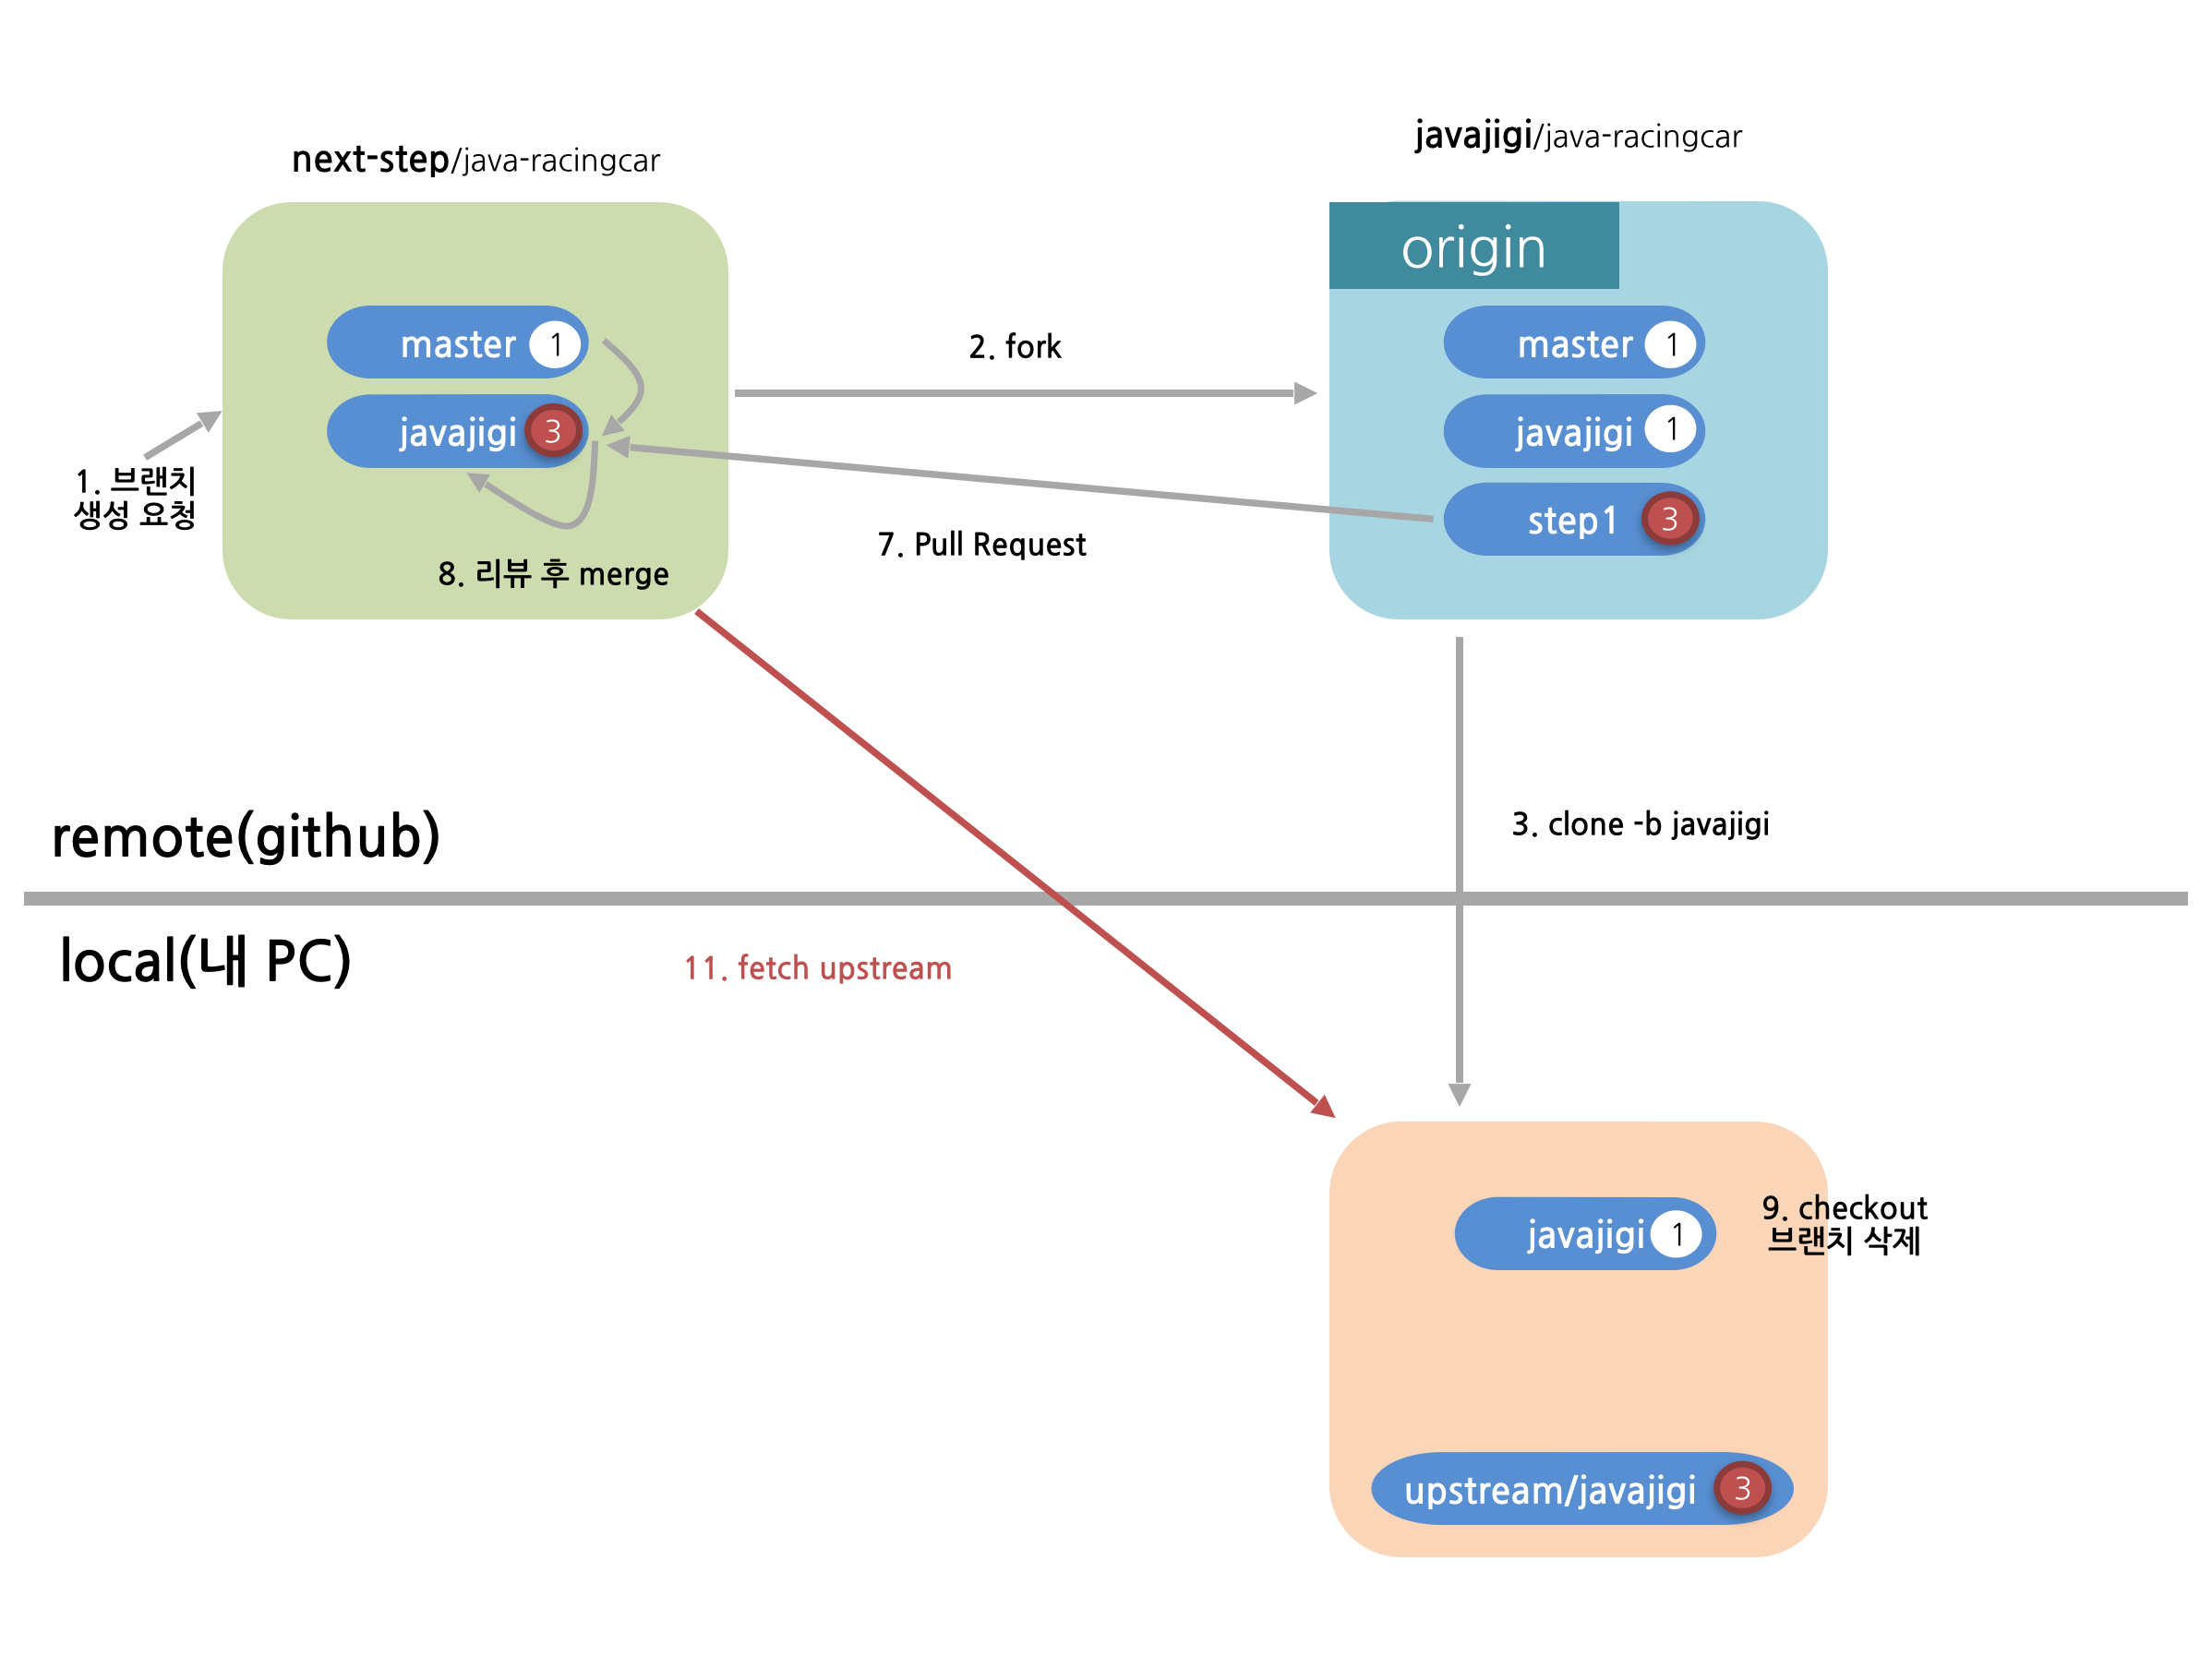 next-step/java-racingcar
master 1
javajigi 3
1. 브랜치
생성 요청
8. 리뷰 후 merge
2. fork
7. Pull Request
javajigi/java-racingcar
origin
master 1
javajigi 1
step1 3
3. clone -b javajigi
remote(github)
local(내 PC)
11. fetch upstream
javajigi 1
9. checkout
브랜치 삭제
upstream/javajigi 3